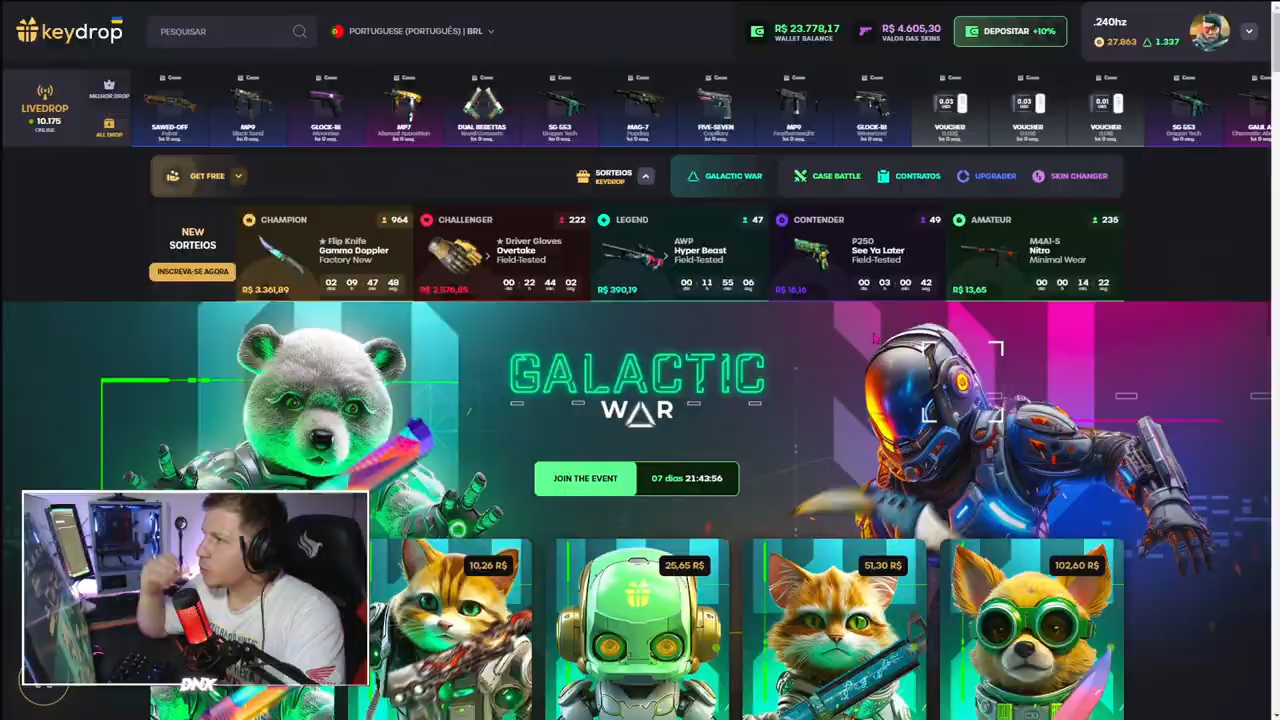 keydrop
PESQUISAR
PORTUGUESE (PORTUGUÊS) | BRL
R$ 23.778,17
WALLET BALANCE
R$ 4.605,30
VALOR DAS SKINS
DEPOSITAR +10%
.240hz
27.863
1.337
LIVEDROP
10.175
ONLINE
MELHOR DROP
ALL DROP
SAWED-OFF
MP9
GLOCK-18
MP7
DUAL BERETTAS
SG 553
MAG-7
FIVE-SEVEN
MP9
GLOCK-18
0.03
VOUCHER
0.03
VOUCHER
0.01
VOUCHER
SG 553
Dragon Tech
GET FREE
SORTEIOS
KEYDROP
GALACTIC WAR
CASE BATTLE
CONTRATOS
UPGRADER
SKIN CHANGER
NEW
SORTEIOS
INSCREVA-SE AGORA
CHAMPION
964
★ Flip Knife
Gamma Doppler
Factory New
R$ 3.361,89
02 09 47 48
CHALLENGER
222
★ Driver Gloves
Overtake
Field-Tested
00 22 44 02
LEGEND
47
AWP
Hyper Beast
Field-Tested
R$ 390,19
00 11 55 06
CONTENDER
49
P250
See Ya Later
Field-Tested
R$ 16,16
00 03 00 42
AMATEUR
235
M4A1-S
Nitro
Minimal Wear
R$ 13,65
00 00 14 22
GALACTIC
WAR
JOIN THE EVENT
07 dias 21:43:56
10,26 R$
25,65 R$
51,30 R$
102,60 R$
DNX